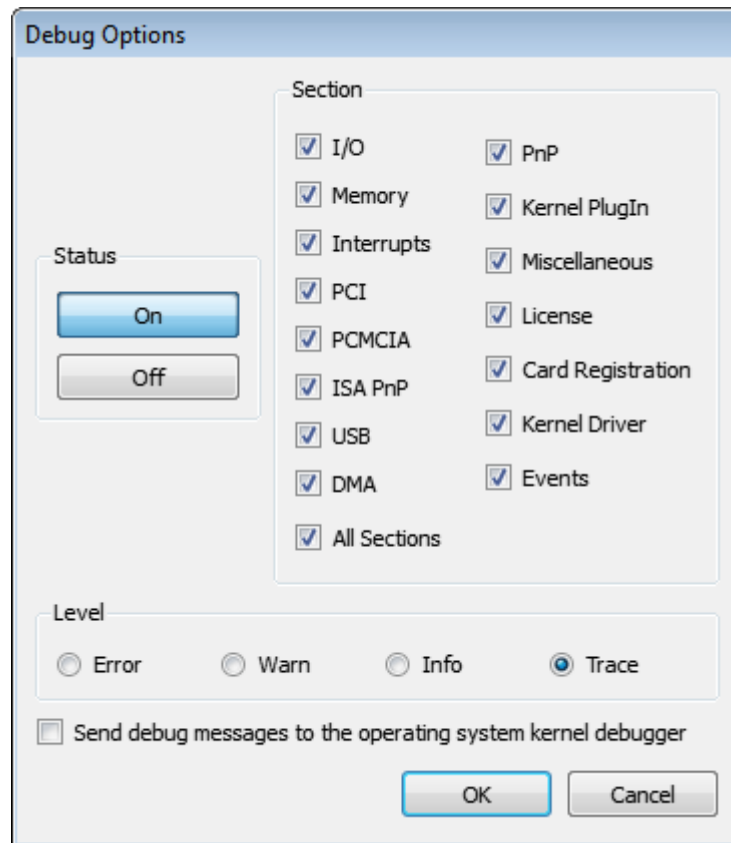 Debug Options
Section
I/O
Memory
Interrupts
PCI
PCMCIA
ISA PnP
USB
DMA
All Sections
PnP
Kernel PlugIn
Miscellaneous
License
Card Registration
Kernel Driver
Events
Status
On
Off
Level
Error Warn Info Trace
Send debug messages to the operating system kernel debugger
OK Cancel